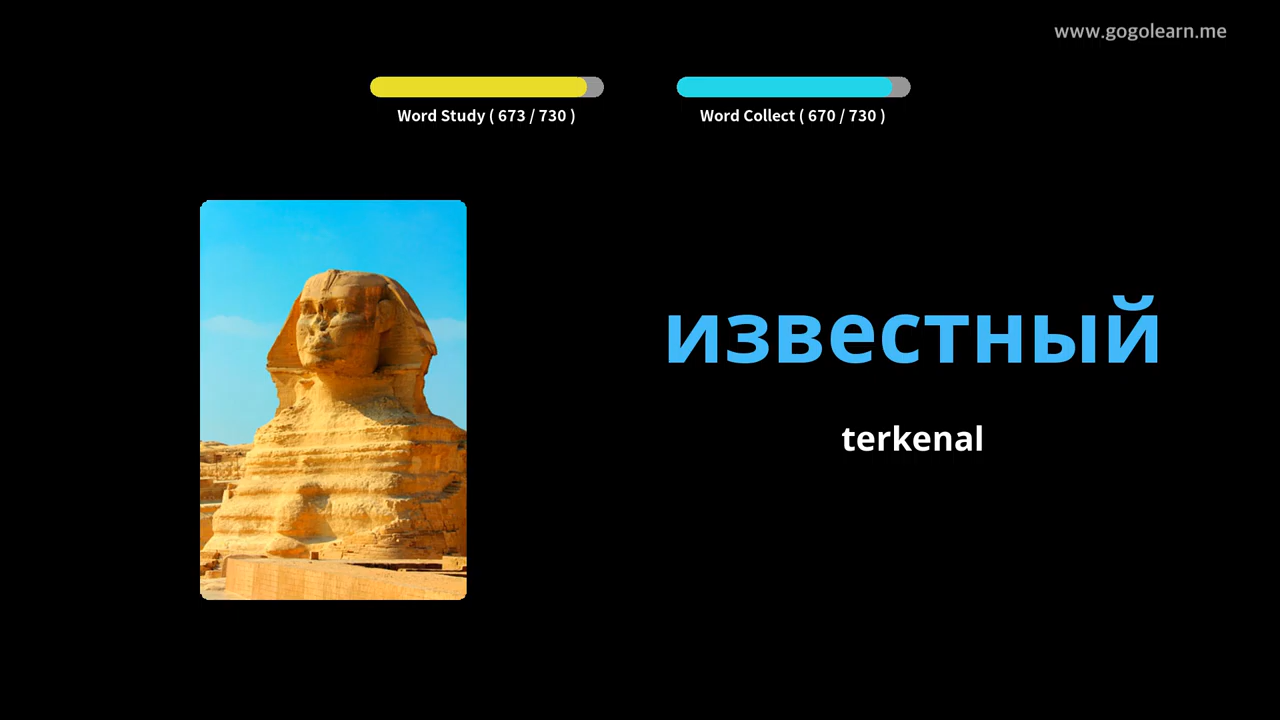 www.gogolearn.me
Word Study ( 673 / 730 )
Word Collect ( 670 / 730 )
известный
terkenal